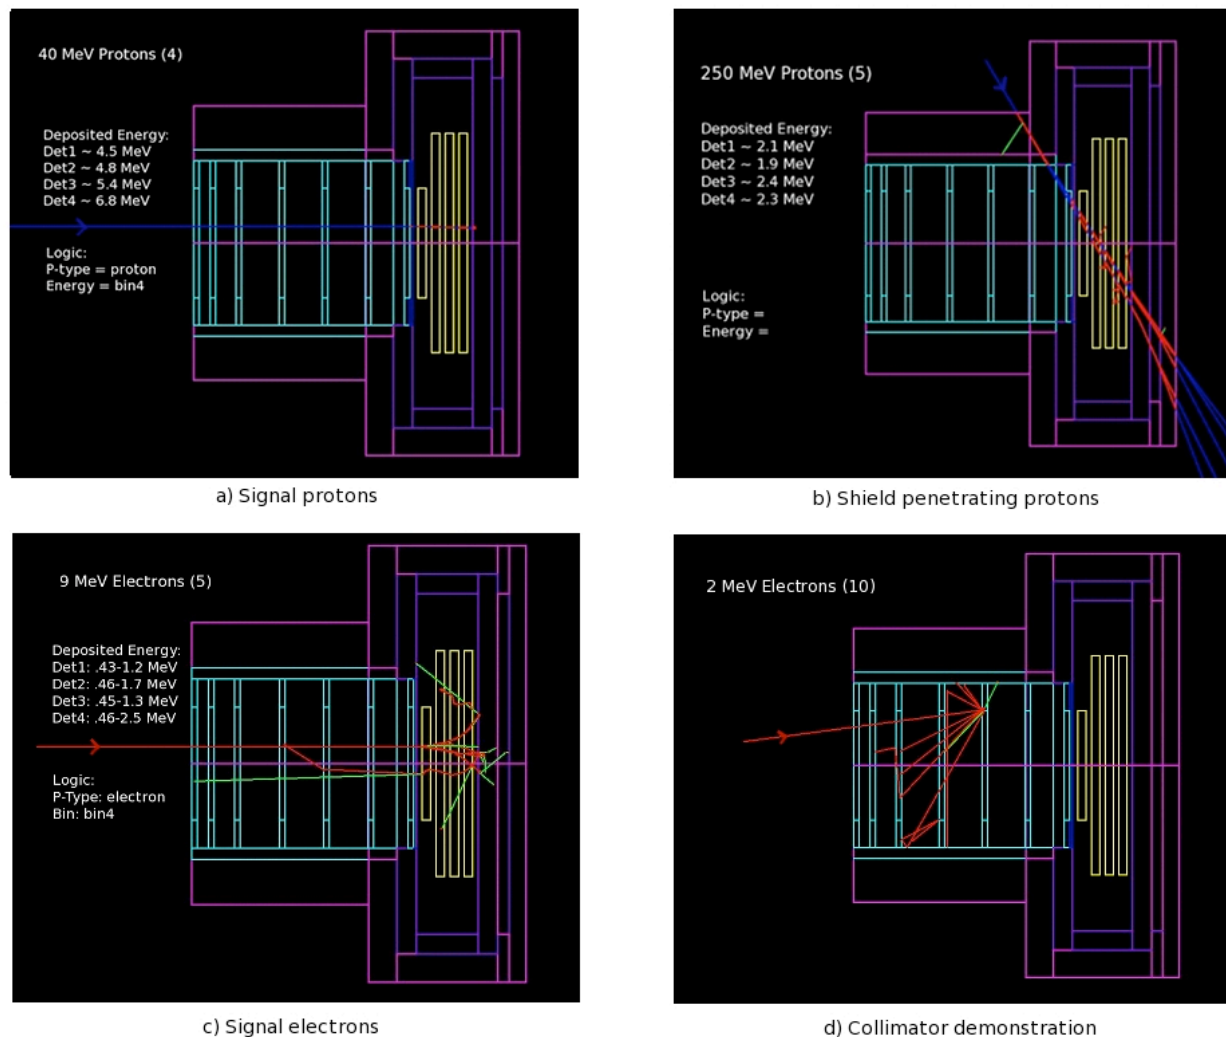 40 MeV Protons (4)
Deposited Energy:
Det1 ~ 4.5 MeV
Det2 ~ 4.8 MeV
Det3 ~ 5.4 MeV
Det4 ~ 6.8 MeV
Logic:
P-type = proton
Energy = bin4
a) Signal protons
250 MeV Protons (5)
Deposited Energy:
Det1 ~ 2.1 MeV
Det2 ~ 1.9 MeV
Det3 ~ 2.4 MeV
Det4 ~ 2.3 MeV
Logic:
P-type =
Energy =
b) Shield penetrating protons
9 MeV Electrons (5)
Deposited Energy:
Det1: .43-1.2 MeV
Det2: .46-1.7 MeV
Det3: .45-1.3 MeV
Det4: .46-2.5 MeV
Logic:
P-Type: electron
Bin: bin4
c) Signal electrons
2 MeV Electrons (10)
d) Collimator demonstration